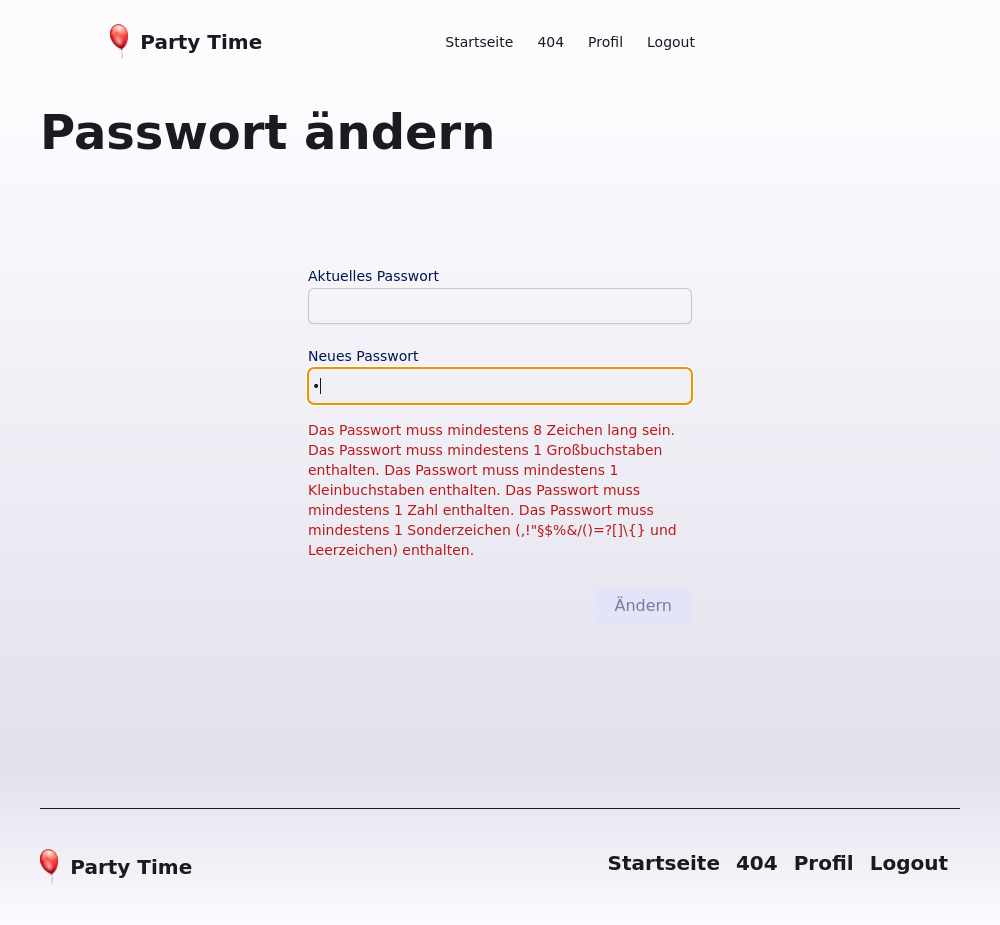 Party Time
Startseite 404 Profil Logout
Passwort ändern
Aktuelles Passwort
Neues Passwort
•
Das Passwort muss mindestens 8 Zeichen lang sein.
Das Passwort muss mindestens 1 Großbuchstaben
enthalten. Das Passwort muss mindestens 1
Kleinbuchstaben enthalten. Das Passwort muss
mindestens 1 Zahl enthalten. Das Passwort muss
mindestens 1 Sonderzeichen (,!"§$%&/()=?[]\{} und
Leerzeichen) enthalten.
Ändern
Party Time
Startseite 404 Profil Logout